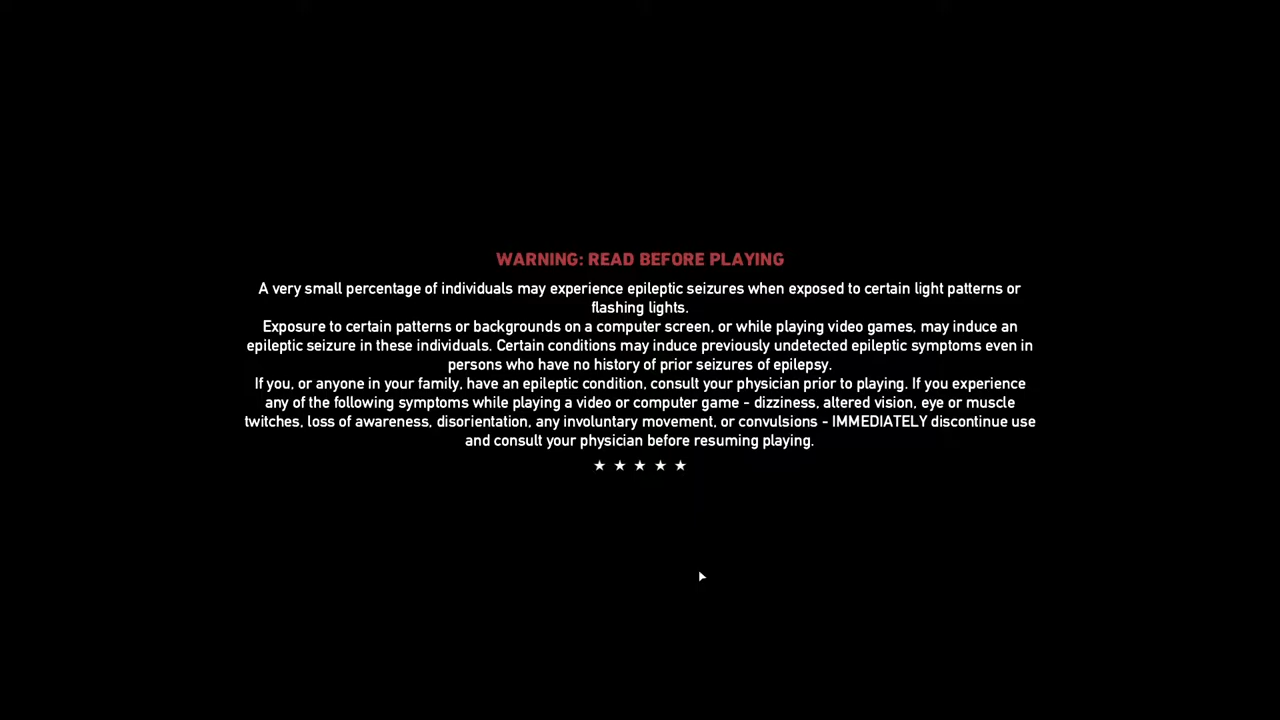 WARNING: READ BEFORE PLAYING
A very small percentage of individuals may experience epileptic seizures when exposed to certain light patterns or
flashing lights.
Exposure to certain patterns or backgrounds on a computer screen, or while playing video games, may induce an
epileptic seizure in these individuals. Certain conditions may induce previously undetected epileptic symptoms even in
persons who have no history of prior seizures of epilepsy.
If you, or anyone in your family, have an epileptic condition, consult your physician prior to playing. If you experience
any of the following symptoms while playing a video or computer game - dizziness, altered vision, eye or muscle
twitches, loss of awareness, disorientation, any involuntary movement, or convulsions - IMMEDIATELY discontinue use
and consult your physician before resuming playing.
★ ★ ★ ★ ★